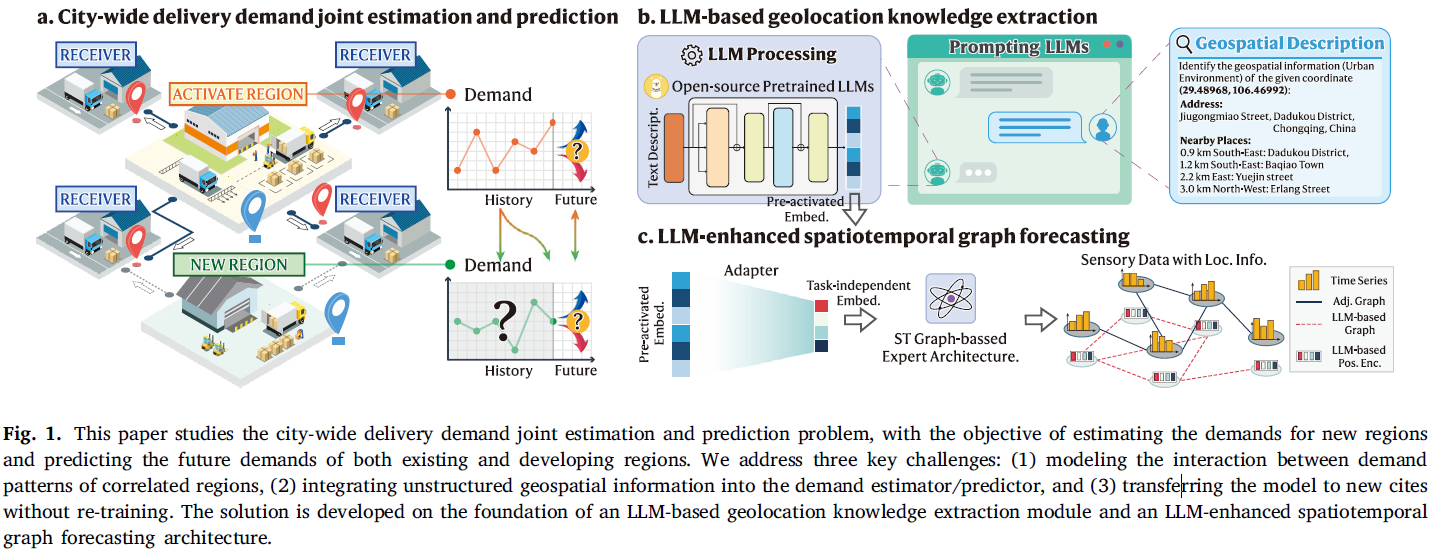 a. City-wide delivery demand joint estimation and prediction
RECEIVER
RECEIVER
ACTIVATE REGION
Demand
?
History
Future
RECEIVER
RECEIVER
NEW REGION
Demand
?
?
History
Future
b. LLM-based geolocation knowledge extraction
LLM Processing
Open-source Pretrained LLMs
Text Descript.
Pre-activated
Embed.
Prompting LLMs
Geospatial Description
Identify the geospatial information (Urban
Environment) of the given coordinate
(29.48968,106.46992):
Address:
Jiugongmiao Street, Dadukou District,
Chongqing, China
Nearby Places:
0.9 km South-East: Dadukou District,
1.2 km South-East: Baqiao Town
2.2 km East: Yuejin street
3.0 km North-West: Erlang Street
c. LLM-enhanced spatiotemporal graph forecasting
Pre-activated
Embed.
Adapter
Task-independent
Embed.
ST Graph-bassed
Expert Architecture.
Sensory Data with Loc. Info.
Time Series
Adj. Graph
LLM-based
Graph
LLM-based
Pos. Enc.
Fig. 1. This paper studies the city-wide delivery demand joint estimation and prediction problem, with the objective of estimating the demands for new regions
and predicting the future demands of both existing and developing regions. We address three key challenges: (1) modeling the interaction between demand
patterns of correlated regions, (2) integrating unstructured geospatial information into the demand estimator/predictor, and (3) transferring the model to new cites
without re-training. The solution is developed on the foundation of an LLM-based geolocation knowledge extraction module and an LLM-enhanced spatiotemporal
graph forecasting architecture.